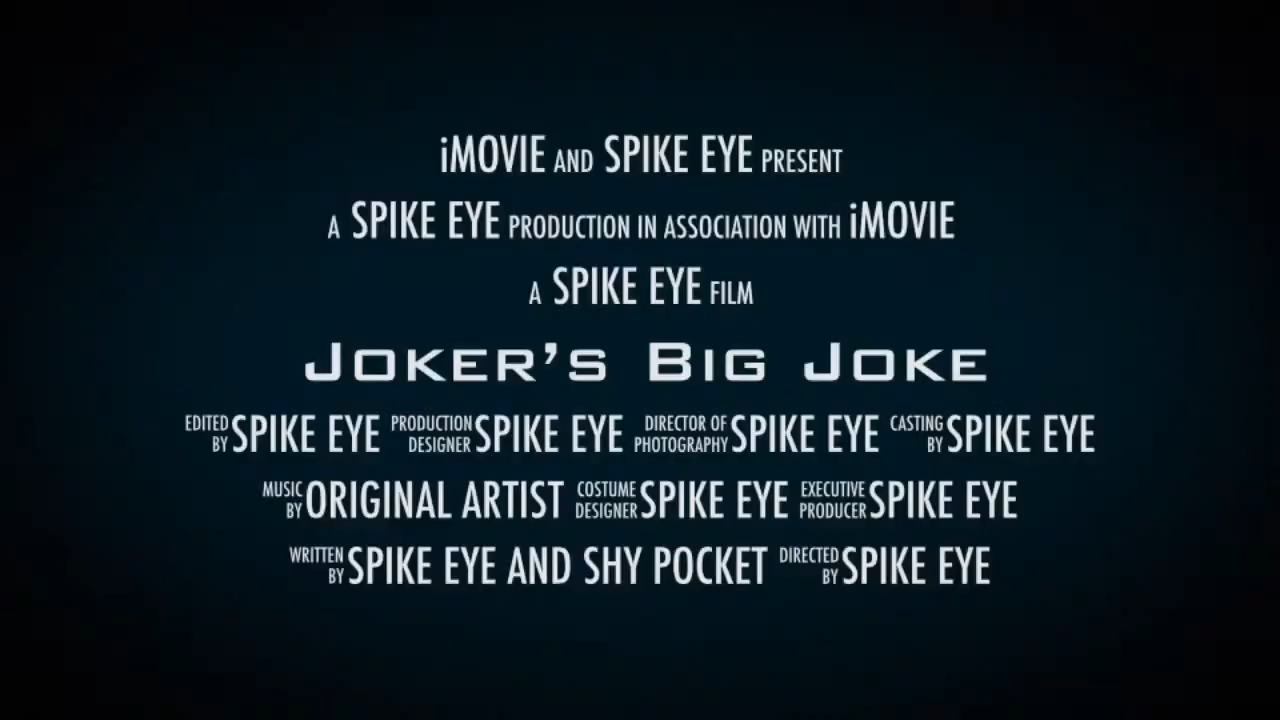 iMOVIE AND SPIKE EYE PRESENT
A SPIKE EYE PRODUCTION IN ASSOCIATION WITH iMOVIE
A SPIKE EYE FILM
JOKER'S BIG JOKE
EDITED BY SPIKE EYE PRODUCTION DESIGNER SPIKE EYE DIRECTOR OF PHOTOGRAPHY SPIKE EYE CASTING BY SPIKE EYE
MUSIC BY ORIGINAL ARTIST COSTUME DESIGNER SPIKE EYE EXECUTIVE PRODUCER SPIKE EYE
WRITTEN BY SPIKE EYE AND SHY POCKET DIRECTED BY SPIKE EYE